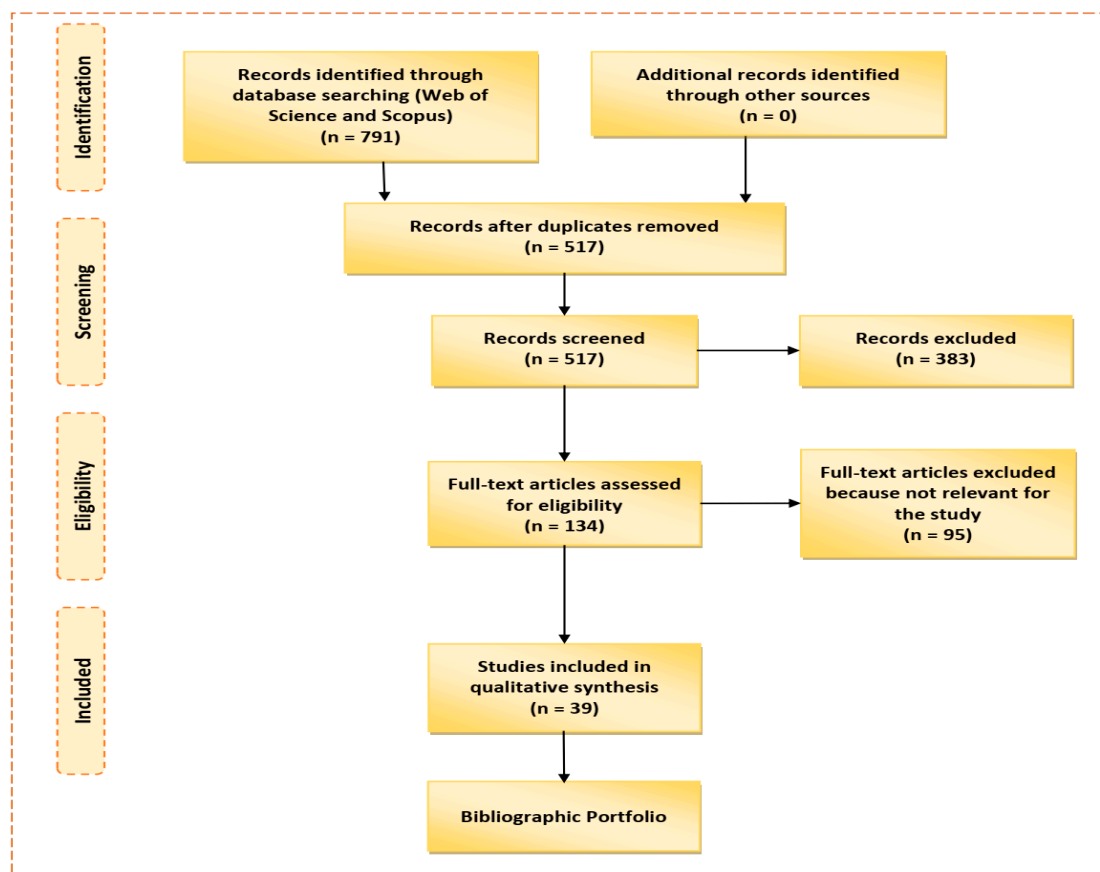 Identification
Records identified through
database searching (Web of
Science and Scopus)
(n = 791)
Additional records identified
through other sources
(n = 0)
Records after duplicates removed
(n = 517)
Screening
Records screened
(n = 517)
Records excluded
(n = 383)
Eligibility
Full-text articles assessed
for eligibility
(n = 134)
Full-text articles excluded
because not relevant for
the study
(n = 95)
Included
Studies included in
qualitative synthesis
(n = 39)
Bibliographic Portfolio